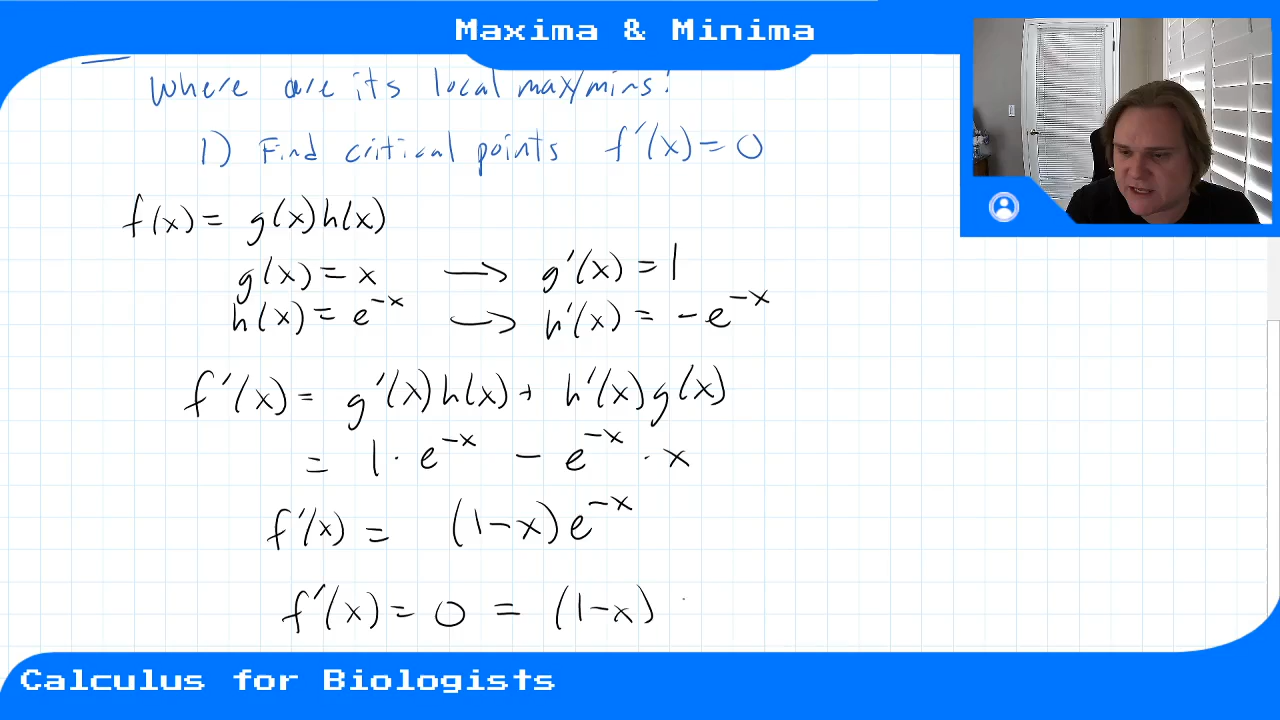 Maxima & Minima
Where are its local max/mins?
1) Find critical points f'(x) = 0
f(x) = g(x)h(x)
g(x) = x → g'(x) = 1
h(x) = e^{-x} → h'(x) = -e^{-x}
f'(x) = g'(x)h(x) + h'(x)g(x)
= 1 · e^{-x} - e^{-x} · x
f'(x) = (1-x)e^{-x}
f'(x) = 0 = (1-x)
Calculus for Biologists